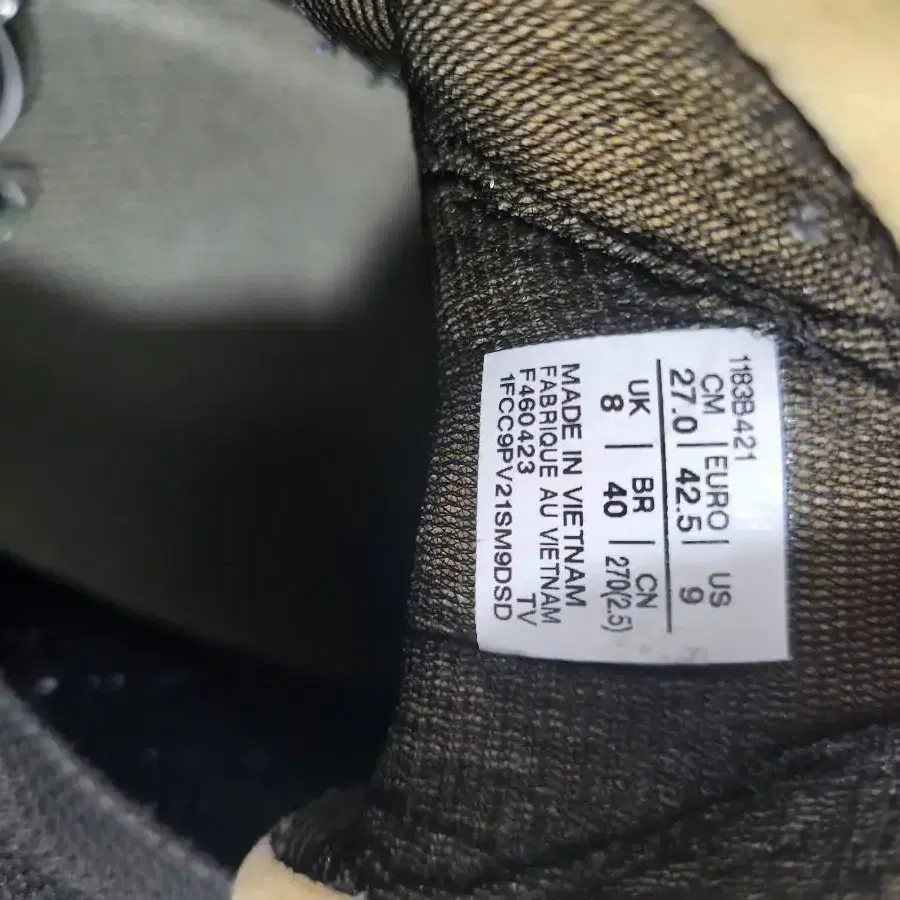 1183B421
CM | EURO | US
27.0 | 42.5 | 9
UK | BR | CN
8 | 40 | 270(2.5)
MADE IN VIETNAM
FABRIQUE AU VIETNAM
F460423 TV
1FCC9PV21SM9DSD